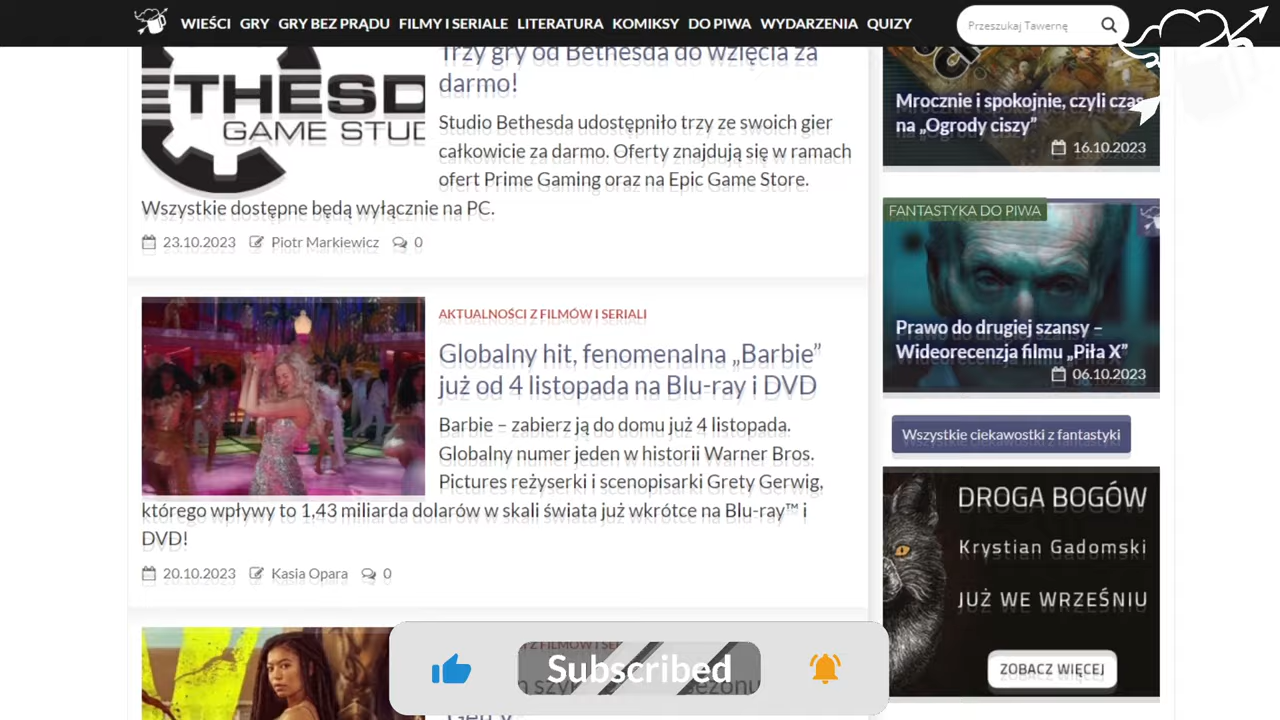 WIEŚCI GRY GRY BEZ PRĄDU FILMY I SERIALE LITERATURA KOMIKSY DO PIWA WYDARZENIA QUIZY
Przeszukaj Tawernę
Trzy gry od Bethesda do wzięcia za
darmo!
GAME STUD
Studio Bethesda udostępniło trzy ze swoich gier
całkowicie za darmo. Oferty znajdują się w ramach
ofert Prime Gaming oraz na Epic Game Store.
Wszystkie dostępne będą wyłącznie na PC.
23.10.2023 Piotr Markiewicz 0
AKTUALNOŚCI Z FILMÓW I SERIALI
Globalny hit, fenomenalna „Barbie”
już od 4 listopada na Blu-ray i DVD
Barbie – zabierz ją do domu już 4 listopada.
Globalny numer jeden w historii Warner Bros.
Pictures reżyserki i scenopisarki Grety Gerwig,
którego wpływy to 1,43 miliarda dolarów w skali świata już wkrótce na Blu-ray™ i
DVD!
20.10.2023 Kasia Opara 0
Mrocznie i spokojnie, czyli czas
na „Ogrody ciszy”
16.10.2023
FANTASTYKA DO PIWA
Prawo do drugiej szansy –
Wideorecenzja filmu „Piła X”
06.10.2023
Wszystkie ciekawostki z fantastyki
DROGA BOGÓW
Krystian Gadomski
JUŻ WE WRZEŚNIU
ZOBACZ WIĘCEJ
Subscribed